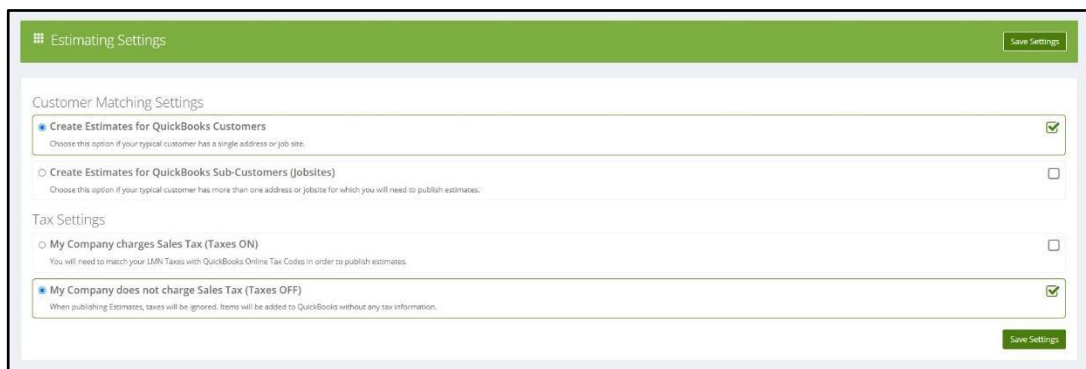 Estimating Settings
Save Settings
Customer Matching Settings
Create Estimates for QuickBooks Customers
Choose this option if your typical customer has a single address or job site.
Create Estimates for QuickBooks Sub-Customers (Jobsites)
Choose this option if your typical customer has more than one address or jobsite for which you will need to publish estimates.
Tax Settings
My Company charges Sales Tax (Taxes ON)
You will need to match your LMN Taxes with QuickBooks Online Tax Codes in order to publish estimates.
My Company does not charge Sales Tax (Taxes OFF)
When publishing Estimates, taxes will be ignored. Items will be added to QuickBooks without any tax information.
Save Settings